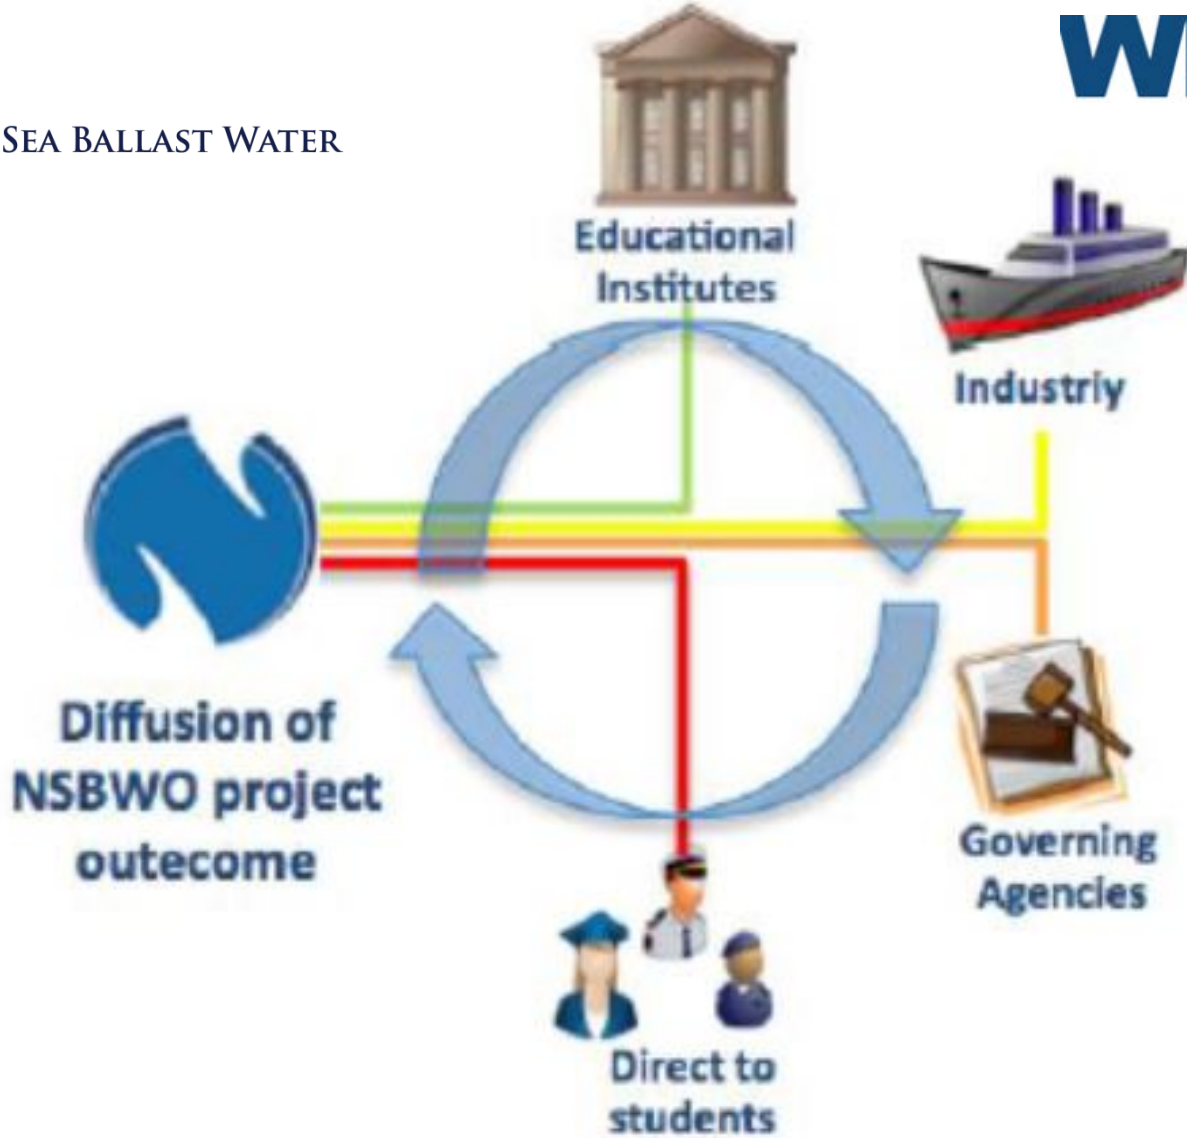 SEA BALLAST WATER
Educational
Institutes
Industriy
Diffusion of
NSBWO project
outecome
Governing
Agencies
Direct to
students